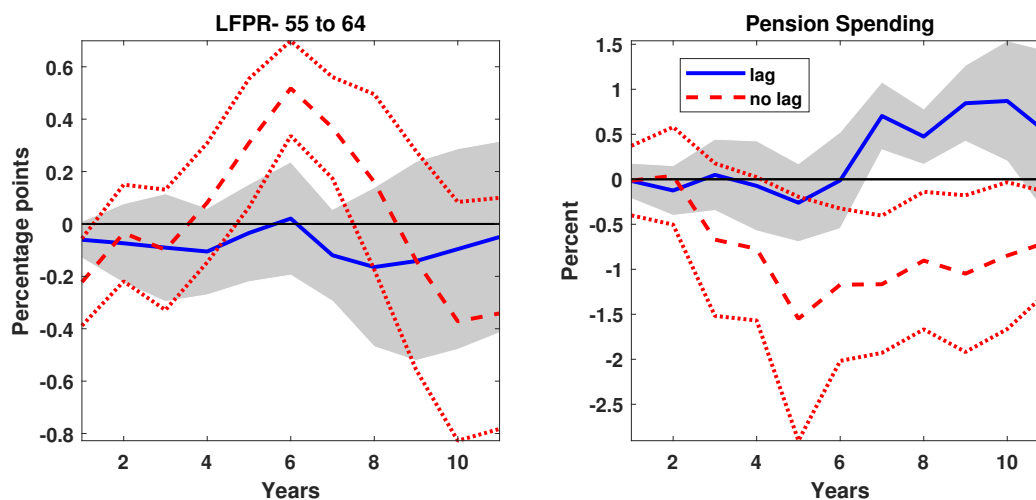 LFPR- 55 to 64
Percentage points
0.6
0.4
0.2
0
-0.2
-0.4
-0.6
-0.8
2 4 6 8 10
Years
Pension Spending
Percent
1.5
1
0.5
0
-0.5
-1
-1.5
-2
-2.5
lag
no lag
2 4 6 8 10
Years